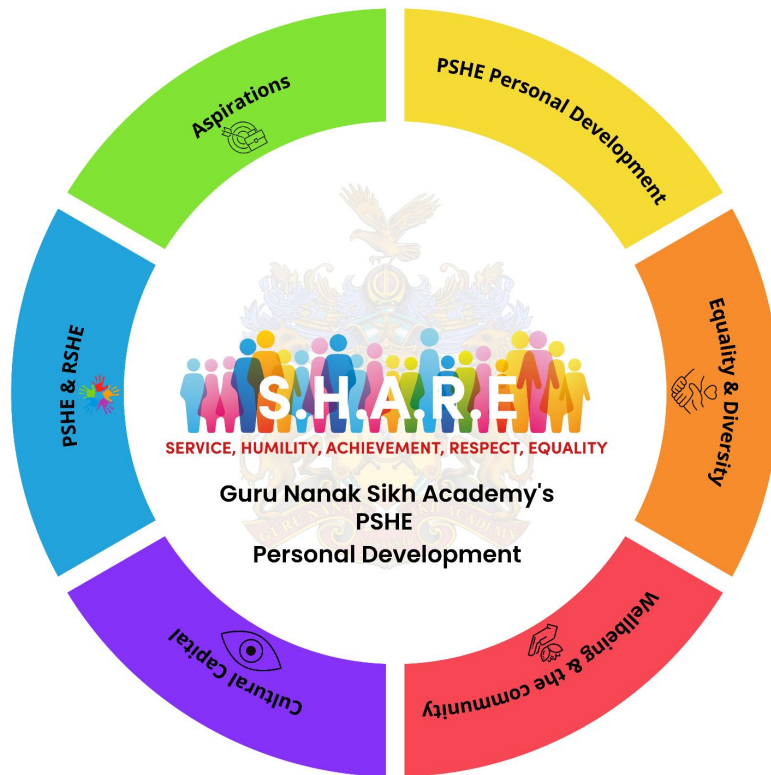 PSHE Personal Development
Equality & Diversity
Wellbeing & the community
Cultural Capital
PSHE & RSHE
Aspirations
S.H.A.R.E
SERVICE, HUMILITY, ACHIEVEMENT, RESPECT, EQUALITY
Guru Nanak Sikh Academy's
PSHE
Personal Development